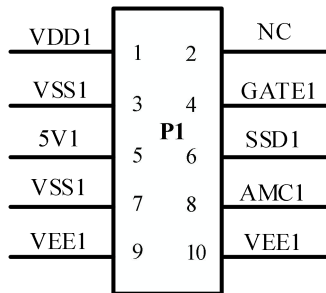 VDD1 1 2 NC
VSS1 3 4 GATE1
P1
5V1 5 6 SSD1
VSS1 7 8 AMC1
VEE1 9 10 VEE1